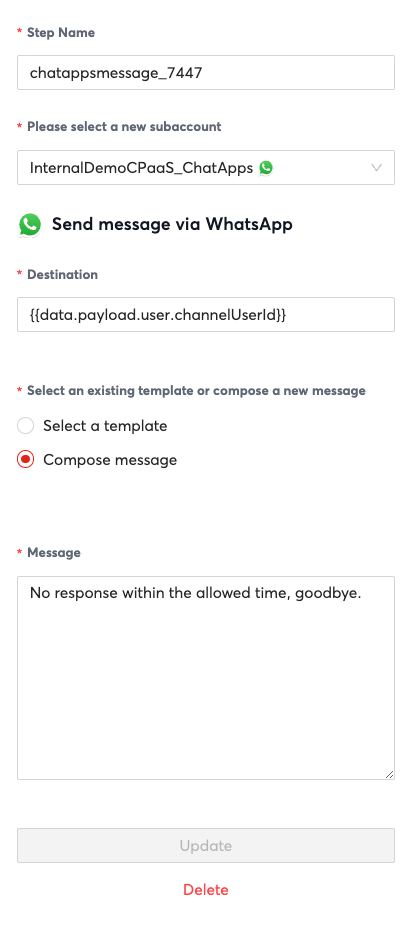 * Step Name
chatappsmessage_7447
* Please select a new subaccount
InternalDemoCPaaS_ChatApps
Send message via WhatsApp
* Destination
{{data.payload.user.channelUserId}}
* Select an existing template or compose a new message
Select a template
Compose message
* Message
No response within the allowed time, goodbye.
Update
Delete